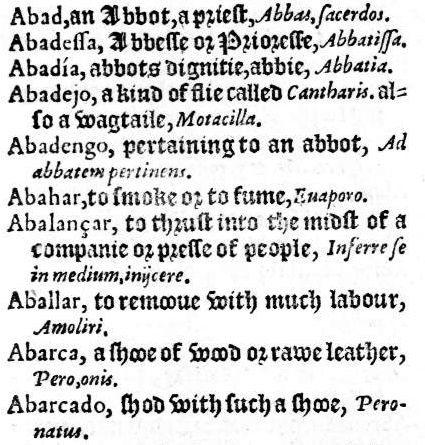 Abad, an Abbot, a priest, Abbas, sacerdos.
Abadessa, Abbesse or Prioresse, Abbatissa.
Abadía, abbots dignitie, abbie, Abbatia.
Abadejo, a kind of flie called Cantharis. al=
so a wagtaile, Motacilla.
Abadengo, pertaining to an abbot, Ad
abbatem pertinens.
Abahar, to smoke or to fume, Euaporo.
Abalançar, to thrust into the midst of a
companie or presse of people, Inferre se
in medium, inijcere.
Aballar, to remooue with much labour,
Amoliri.
Abarca, a shooe of wood or rawe leather,
Pero, onis.
Abarcado, shod with such a shooe, Pero-
natus.